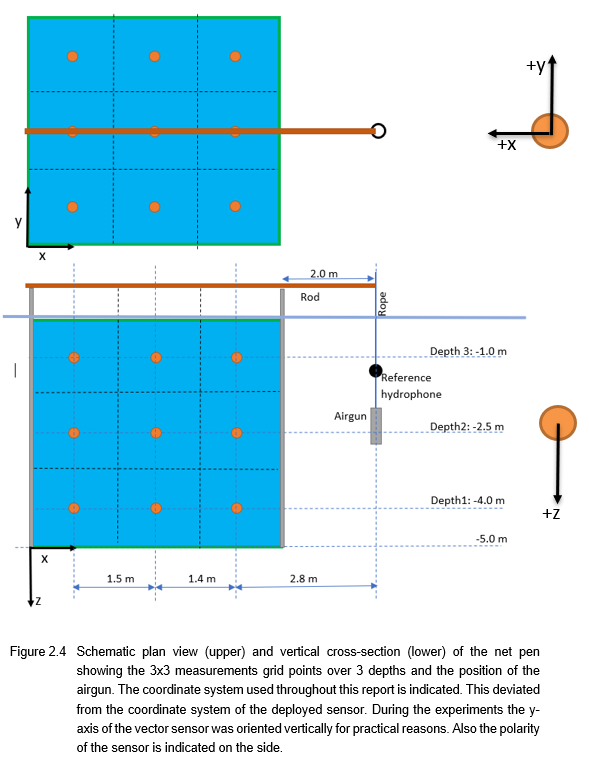 +y
+x
y
x
2.0 m
Rod
Rope
Depth 3: -1.0 m
Reference
hydrophone
Airgun
Depth2: -2.5 m
Depth1: -4.0 m
+z
-5.0 m
x
1.5 m
1.4 m
2.8 m
z
Figure 2.4 Schematic plan view (upper) and vertical cross-section (lower) of the net pen
showing the 3x3 measurements grid points over 3 depths and the position of the
airgun. The coordinate system used throughout this report is indicated. This deviated
from the coordinate system of the deployed sensor. During the experiments the y-
axis of the vector sensor was oriented vertically for practical reasons. Also the polarity
of the sensor is indicated on the side.